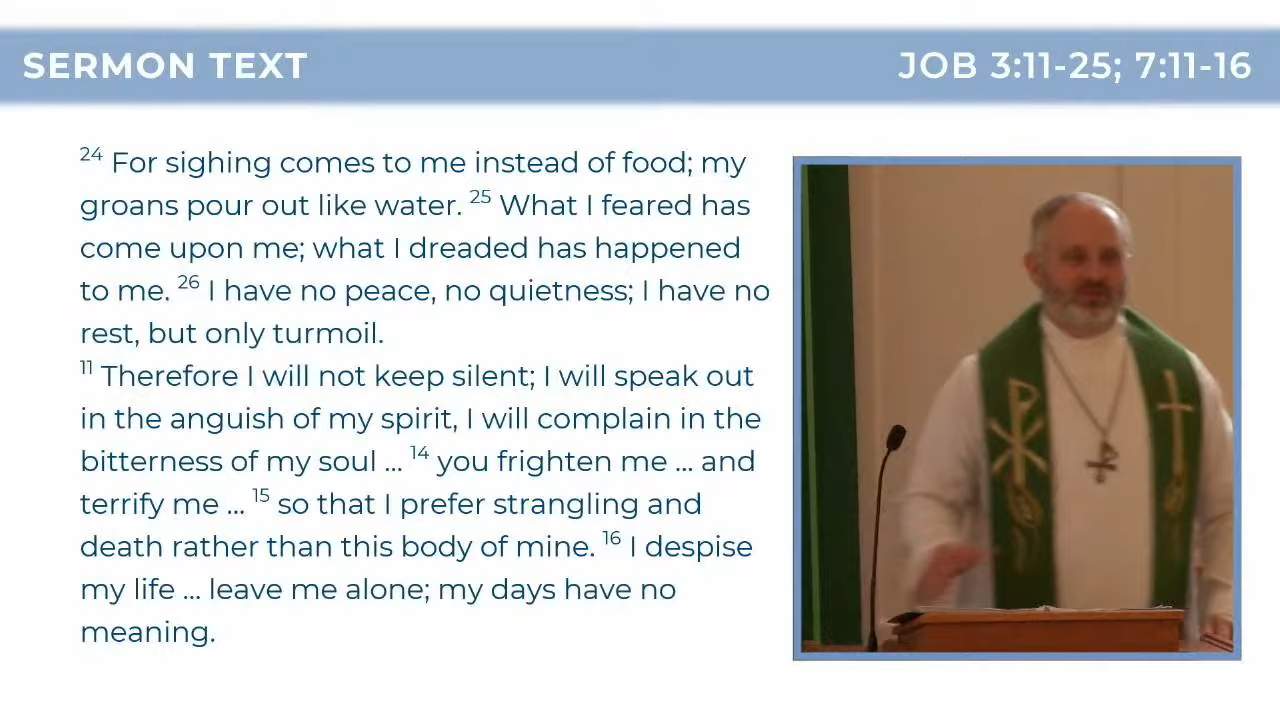 SERMON TEXT
JOB 3:11-25; 7:11-16
24 For sighing comes to me instead of food; my
groans pour out like water. 25 What I feared has
come upon me; what I dreaded has happened
to me. 26 I have no peace, no quietness; I have no
rest, but only turmoil.
11 Therefore I will not keep silent; I will speak out
in the anguish of my spirit, I will complain in the
bitterness of my soul ... 14 you frighten me ... and
terrify me ... 15 so that I prefer strangling and
death rather than this body of mine. 16 I despise
my life ... leave me alone; my days have no
meaning.